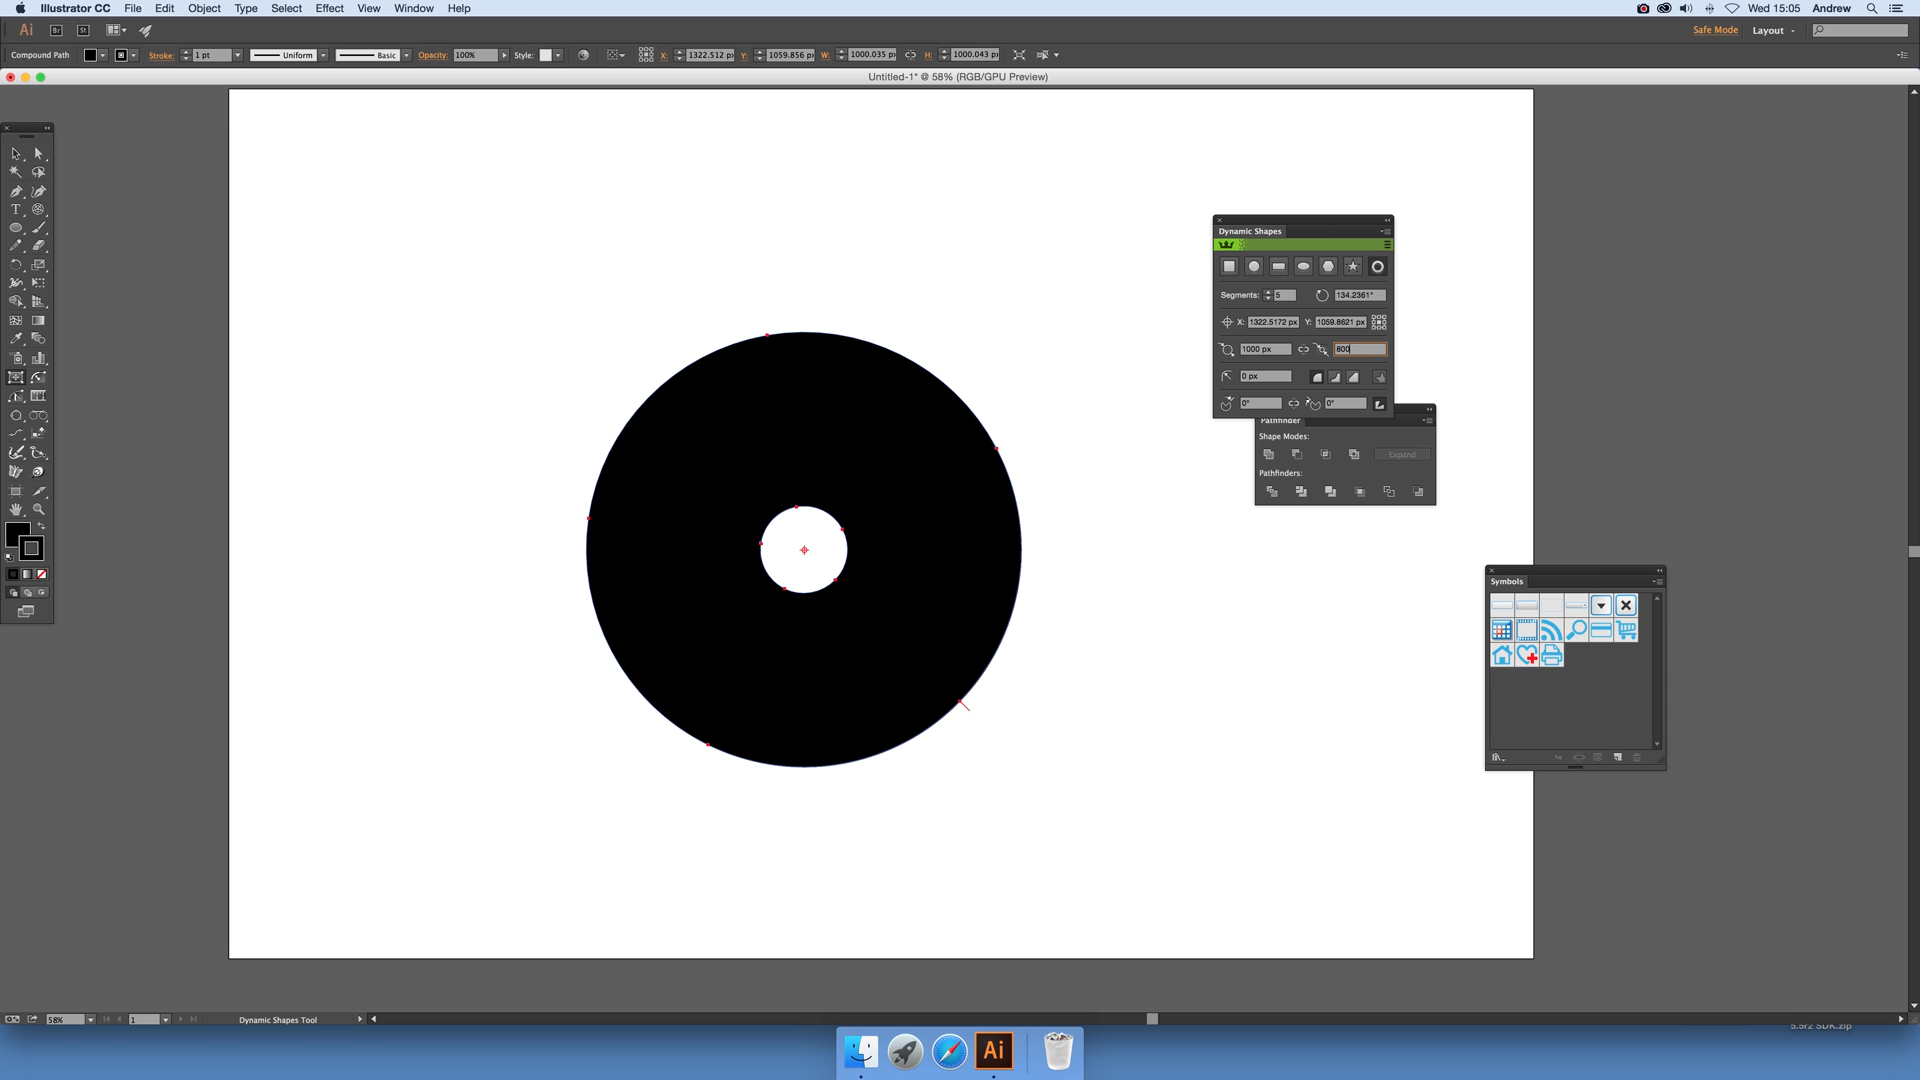 Illustrator CC File Edit Object Type Select Effect View Window Help Wed 15:05 Andrew
Ai Br St Safe Mode Layout
Compound Path Stroke: 1 pt Uniform Basic Opacity: 100% Style: X: 1322.512 px Y: 1059.856 px W: 1000.035 px H: 1000.043 px
Untitled-1* @ 58% (RGB/GPU Preview)
Dynamic Shapes
Segments: 5 134.2361°
X: 1322.5172 px Y: 1059.8621 px
1000 px 800
0 px
0° 0°
Pathfinder
Shape Modes:
Expand
Pathfinders:
Symbols
58% 1 Dynamic Shapes Tool
5.5r2 SDK.zip
Ai